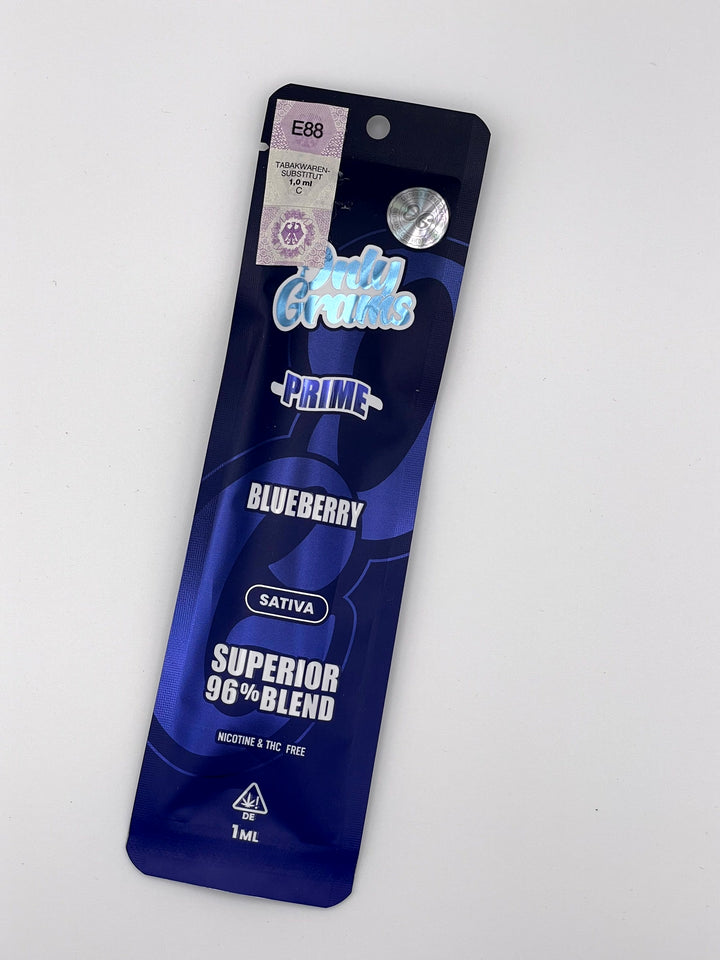 E88
TABAKWAREN-
SUBSTITUT
1,0 ml
C
OG
Only
Grams
PRIME
BLUEBERRY
SATIVA
SUPERIOR
96% BLEND
NICOTINE & THC FREE
DE
1ML